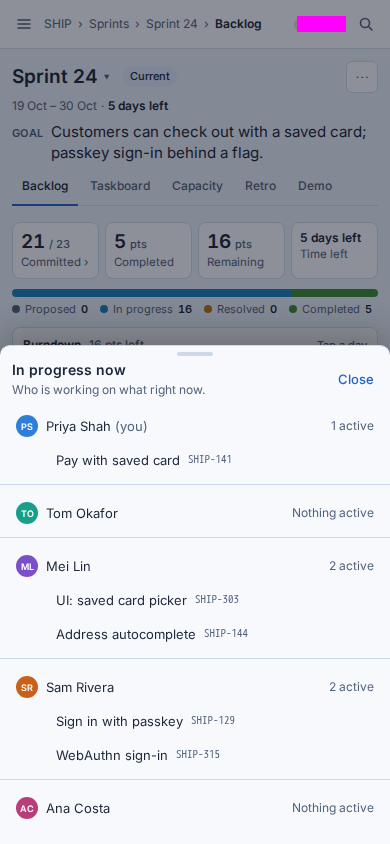 SHIP › Sprints › Sprint 24 › Backlog
Sprint 24 ▾ Current ...
19 Oct – 30 Oct · 5 days left
GOAL Customers can check out with a saved card;
passkey sign-in behind a flag.
Backlog Taskboard Capacity Retro Demo
21 / 23 5 pts 16 pts 5 days left
Committed › Completed Remaining Time left
Proposed 0 In progress 16 Resolved 0 Completed 5
Burndown 16 pts left Tap a day
In progress now
Who is working on what right now.
Close
PS Priya Shah (you) 1 active
Pay with saved card SHIP-141
TO Tom Okafor Nothing active
ML Mei Lin 2 active
UI: saved card picker SHIP-303
Address autocomplete SHIP-144
SR Sam Rivera 2 active
Sign in with passkey SHIP-129
WebAuthn sign-in SHIP-315
AC Ana Costa Nothing active